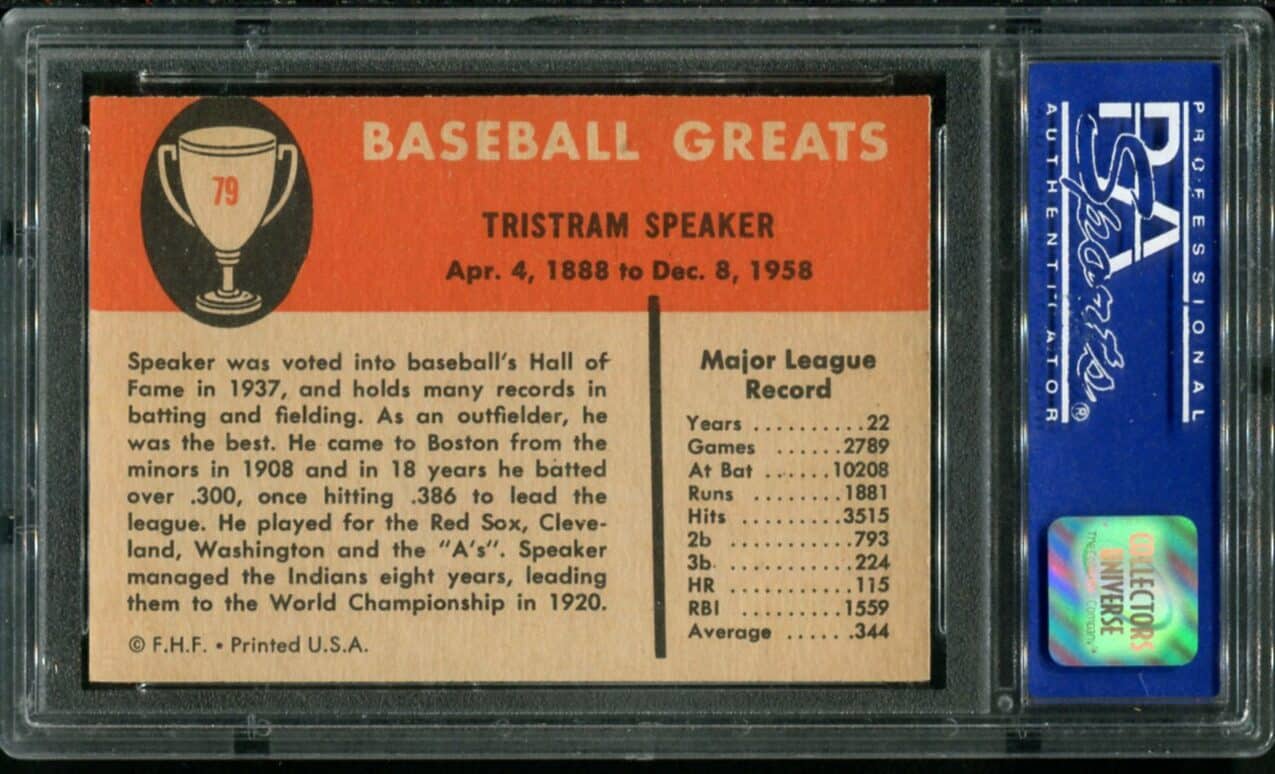 79
BASEBALL GREATS
TRISTRAM SPEAKER
Apr. 4, 1888 to Dec. 8, 1958
Speaker was voted into baseball's Hall of
Fame in 1937, and holds many records in
batting and fielding. As an outfielder, he
was the best. He came to Boston from the
minors in 1908 and in 18 years he batted
over .300, once hitting .386 to lead the
league. He played for the Red Sox, Cleve-
land, Washington and the "A's". Speaker
managed the Indians eight years, leading
them to the World Championship in 1920.
© F.H.F. • Printed U.S.A.
Major League
Record
Years ..........22
Games ......2789
At Bat ......10208
Runs ........1881
Hits .........3515
2b ...........793
3b. ...........224
HR ...........115
RBI ..........1559
Average ......344
PROFESSIONAL
PSA
Sports
®
AUTHENTICATOR
COLLECTORS
UNIVERSE
Company